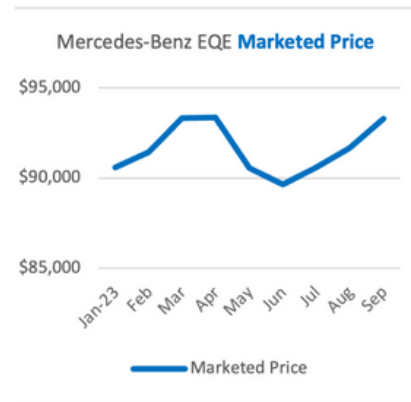 Mercedes-Benz EQE Marketed Price
$95,000
$90,000
$85,000
Jan-23 Feb Mar Apr May Jun Jul Aug Sep
Marketed Price